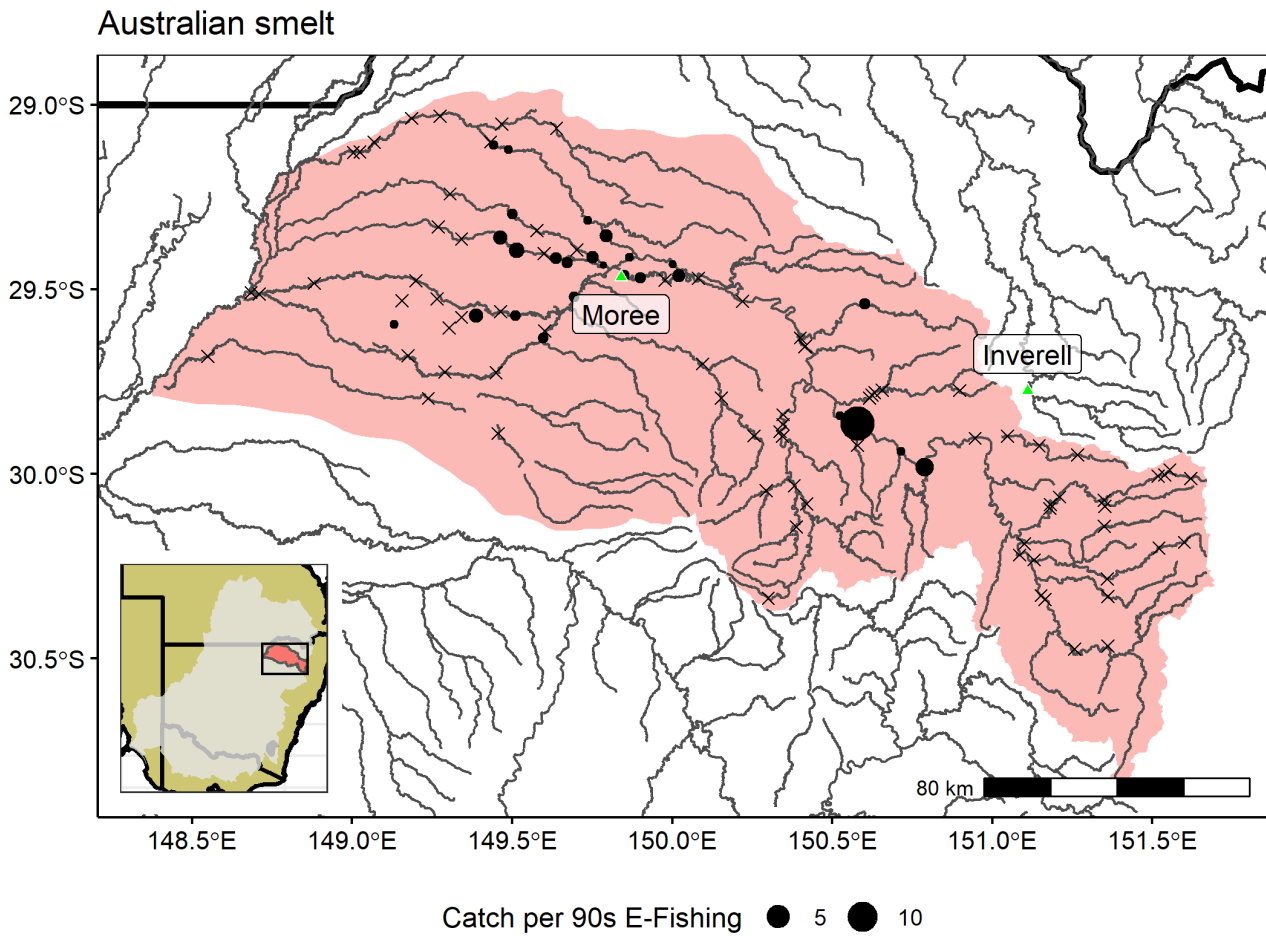 Australian smelt
29.0°S
29.5°S
30.0°S
30.5°S
Moree
Inverell
80 km
148.5°E 149.0°E 149.5°E 150.0°E 150.5°E 151.0°E 151.5°E
Catch per 90s E-Fishing 5 10